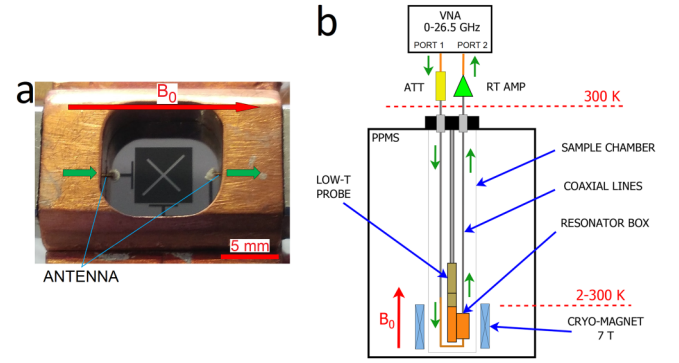 a
B0
5 mm
ANTENNA
b
VNA
0-26.5 GHz
PORT 1 PORT 2
ATT
RT AMP
300 K
PPMS
SAMPLE CHAMBER
LOW-T
PROBE
COAXIAL LINES
RESONATOR BOX
2-300 K
B0
CRYO-MAGNET
7 T